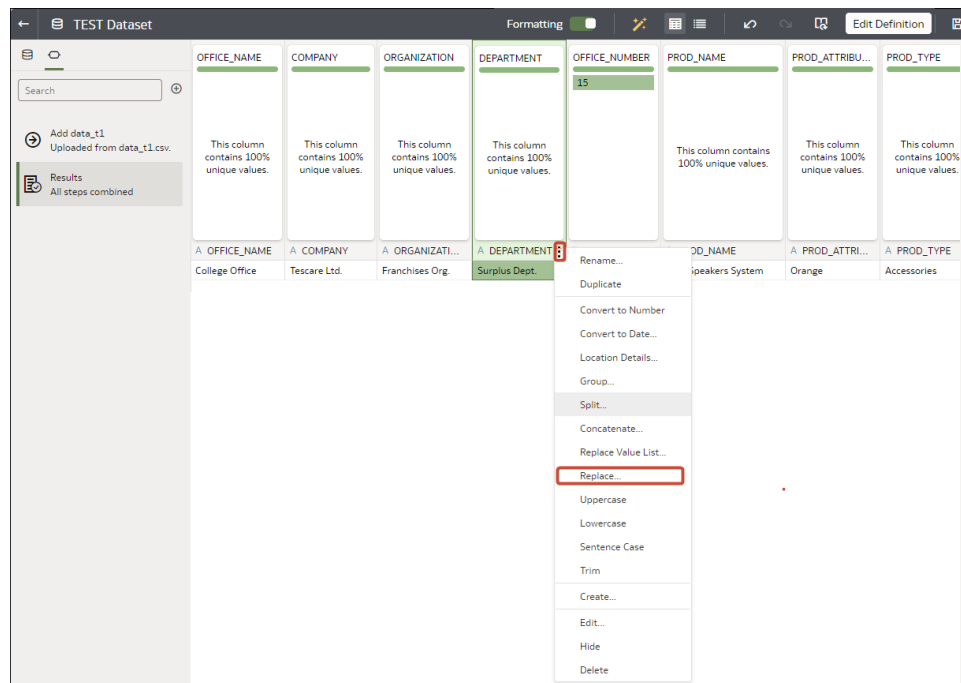 TEST Dataset
Formatting
Edit Definition
Search
Add data_t1
Uploaded from data_t1.csv.
Results
All steps combined
OFFICE_NAME
COMPANY
ORGANIZATION
DEPARTMENT
OFFICE_NUMBER
PROD_NAME
PROD_ATTRIBU...
PROD_TYPE
15
This column
contains 100%
unique values.
This column
contains 100%
unique values.
This column
contains 100%
unique values.
This column
contains 100%
unique values.
This column contains
100% unique values.
This column
contains 100%
unique values.
This column
contains 100%
unique values.
A OFFICE_NAME
A COMPANY
A ORGANIZATI...
A DEPARTMENT
OD_NAME
A PROD_ATTRI...
A PROD_TYPE
College Office
Tescare Ltd.
Franchises Org.
Surplus Dept.
Speakers System
Orange
Accessories
Rename...
Duplicate
Convert to Number
Convert to Date...
Location Details...
Group...
Split...
Concatenate...
Replace Value List...
Replace...
Uppercase
Lowercase
Sentence Case
Trim
Create...
Edit...
Hide
Delete